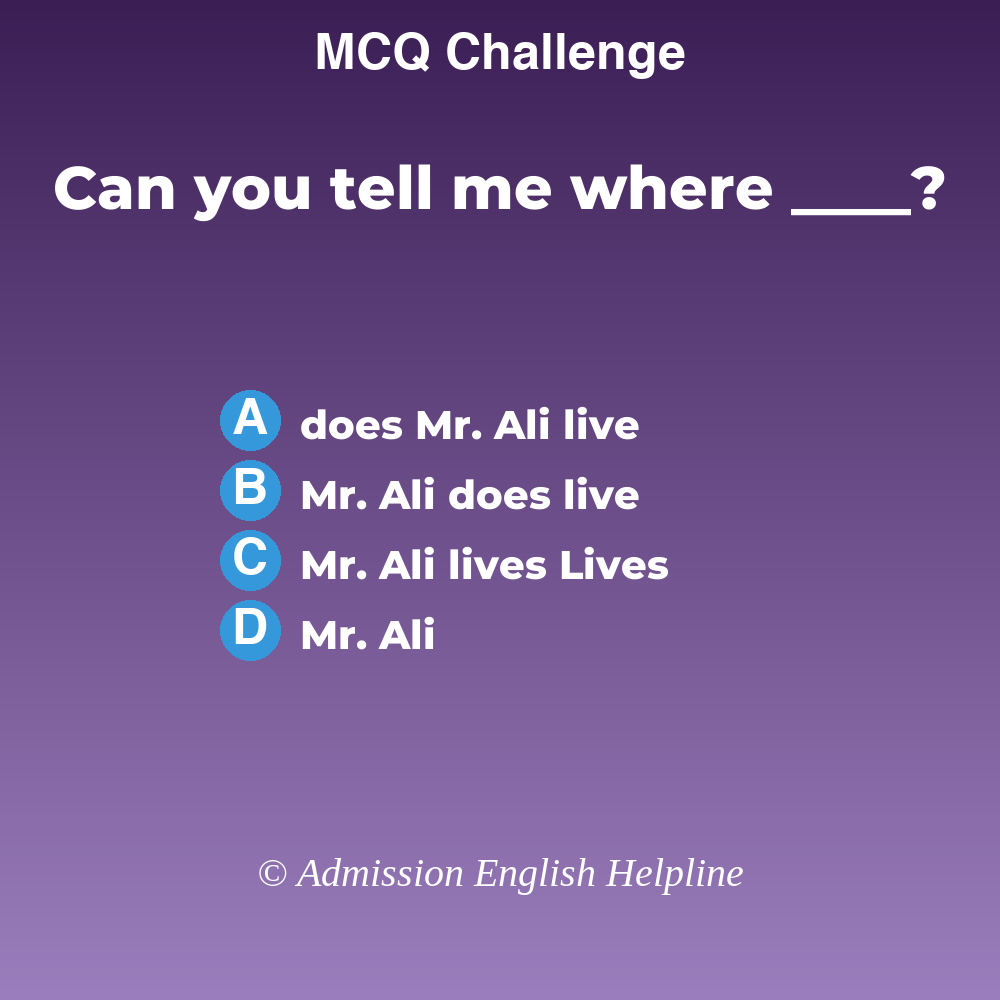 MCQ Challenge
Can you tell me where ____?
A does Mr. Ali live
B Mr. Ali does live
C Mr. Ali lives Lives
D Mr. Ali
© Admission English Helpline